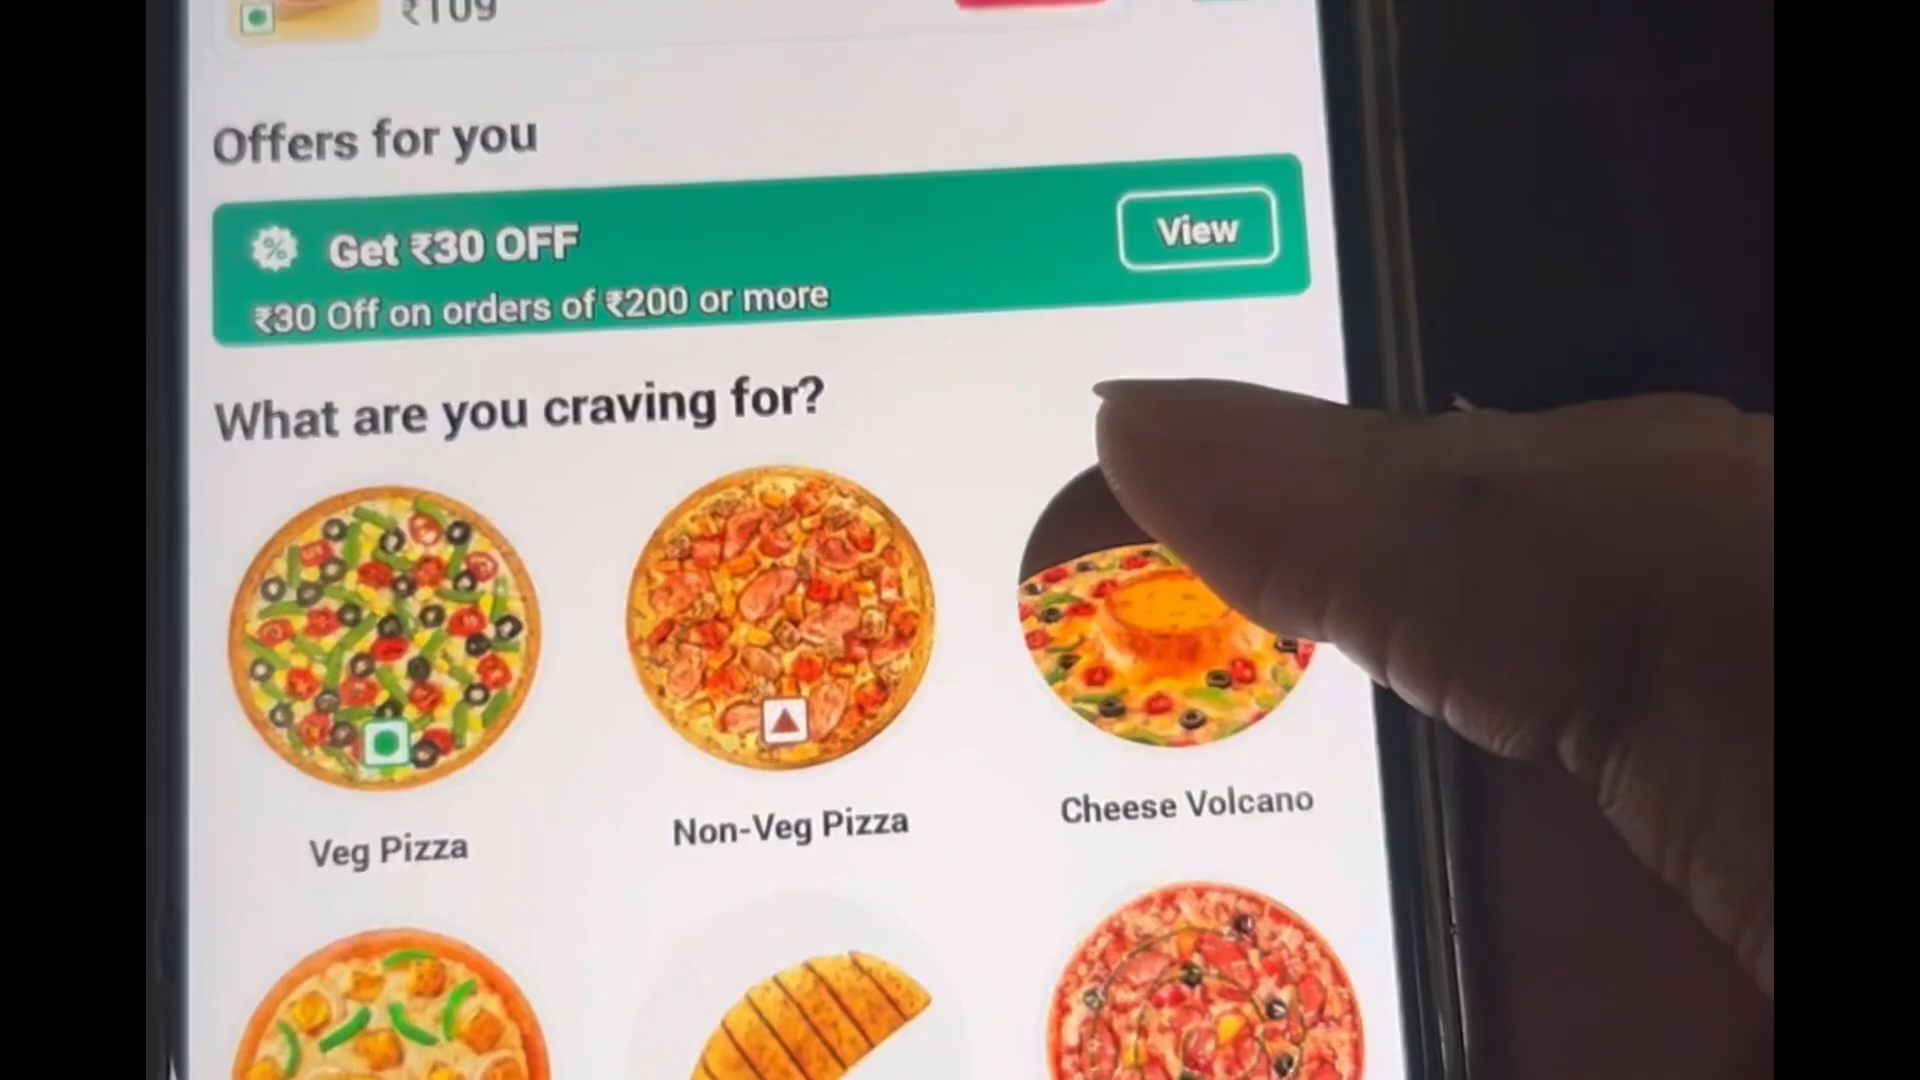 ₹109
Offers for you
Get ₹30 OFF
View
₹30 Off on orders of ₹200 or more
What are you craving for?
Veg Pizza
Non-Veg Pizza
Cheese Volcano